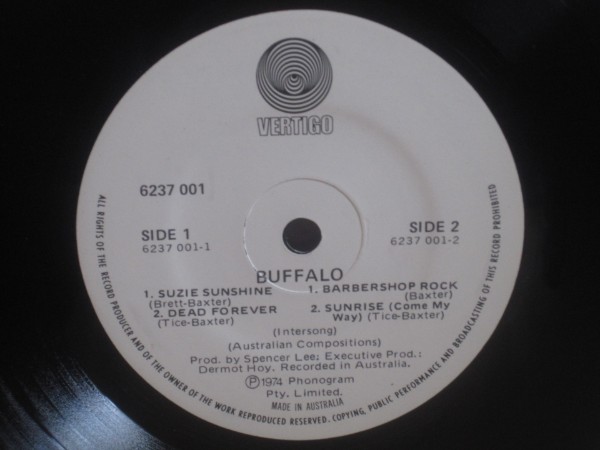 VERTIGO
6237 001
SIDE 1
6237 001-1
SIDE 2
6237 001-2
BUFFALO
1. SUZIE SUNSHINE
(Brett-Baxter)
2. DEAD FOREVER
(Tice-Baxter)
1. BARBERSHOP ROCK
(Baxter)
2. SUNRISE (Come My
Way) (Tice-Baxter)
(Intersong)
(Australian Compositions)
Prod. by Spencer Lee; Executive Prod.:
Dermot Hoy. Recorded in Australia.
Ⓟ1974 Phonogram
Pty. Limited.
MADE IN AUSTRALIA
ALL RIGHTS OF THE RECORD PRODUCER AND OF THE OWNER OF THE WORK REPRODUCED RESERVED. COPYING, PUBLIC PERFORMANCE AND BROADCASTING OF THIS RECORD PROHIBITED